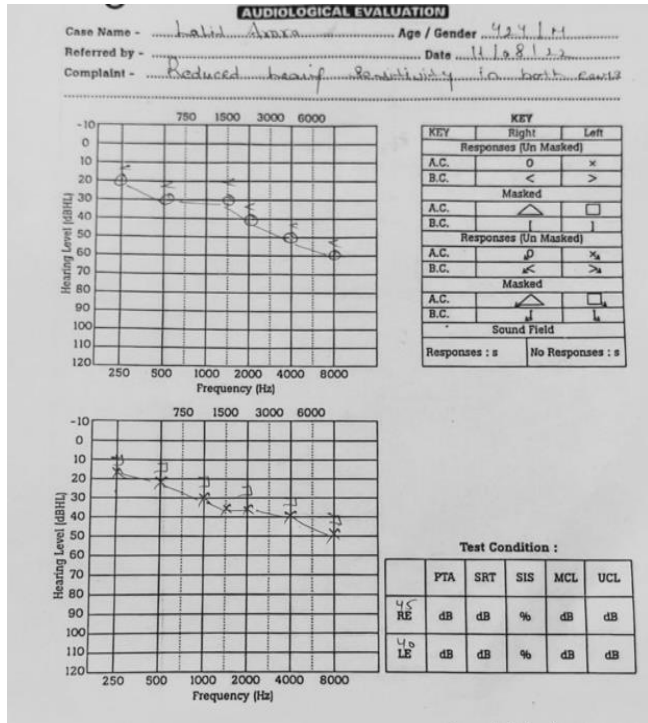 AUDIOLOGICAL EVALUATION
Case Name - Lalit Arora Age / Gender 42Y / M
Referred by - Date 11/08/22
Complaint - Reduced hearing sensitivity in both ears
750 1500 3000 6000
-10
0
10
20
30
40
50
60
70
80
90
100
110
120
Hearing Level (dBHL)
250 500 1000 2000 4000 8000
Frequency (Hz)
KEY
KEY Right Left
Responses (Un Masked)
A.C. O ×
B.C. < >
Masked
A.C. △ □
B.C. [ ]
Responses (Un Masked)
A.C.
B.C.
Masked
A.C.
B.C.
Sound Field
Responses : s No Responses : s
750 1500 3000 6000
-10
0
10
20
30
40
50
60
70
80
90
100
110
120
Hearing Level (dBHL)
250 500 1000 2000 4000 8000
Frequency (Hz)
Test Condition :
PTA SRT SIS MCL UCL
45
RE dB dB % dB dB
40
LE dB dB % dB dB